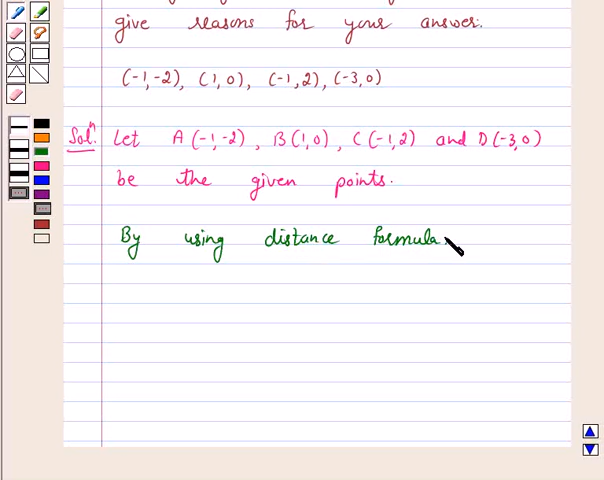 give reasons for your answer.
(-1,-2), (1,0), (-1,2), (-3,0)
Solⁿ. Let A(-1,-2), B(1,0), C(-1,2) and D(-3,0)
be the given points.
By using distance formula